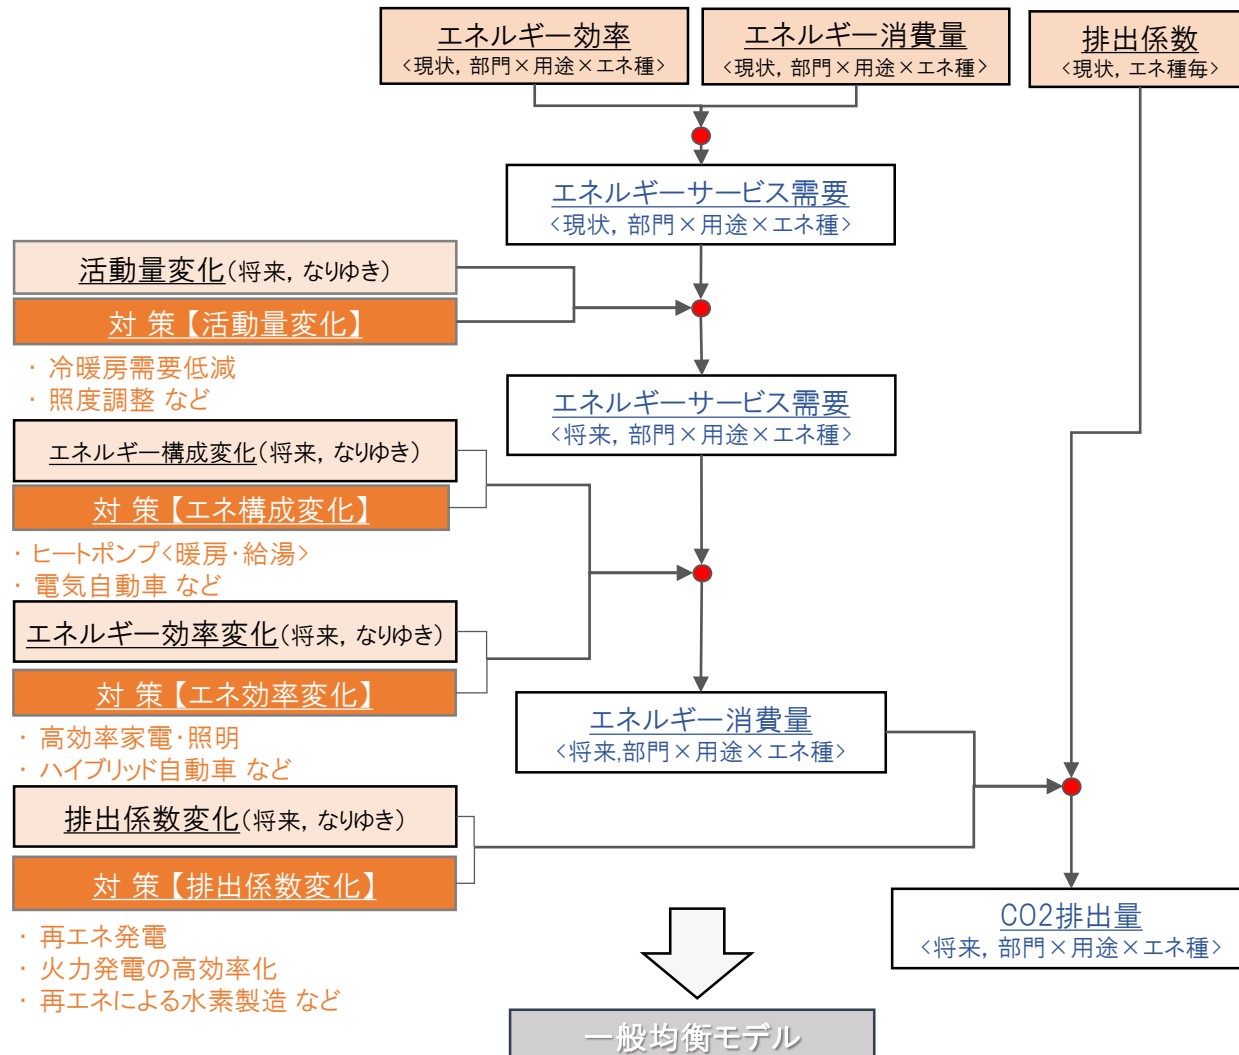 エネルギー効率
<現状, 部門×用途×エネ種>
エネルギー消費量
<現状, 部門×用途×エネ種>
排出係数
<現状, エネ種毎>
エネルギーサービス需要
<現状, 部門×用途×エネ種>
活動量変化(将来, なりゆき)
対 策【活動量変化】
・ 冷暖房需要低減
・ 照度調整 など
エネルギーサービス需要
<将来, 部門×用途×エネ種>
エネルギー構成変化(将来, なりゆき)
対 策【エネ構成変化】
・ ヒートポンプ<暖房・給湯>
・ 電気自動車 など
エネルギー効率変化(将来, なりゆき)
対 策【エネ効率変化】
・ 高効率家電・照明
・ ハイブリッド自動車 など
エネルギー消費量
<将来,部門×用途×エネ種>
排出係数変化(将来, なりゆき)
対 策【排出係数変化】
・ 再エネ発電
・ 火力発電の高効率化
・ 再エネによる水素製造 など
CO2排出量
<将来, 部門×用途×エネ種>
一般均衡モデル